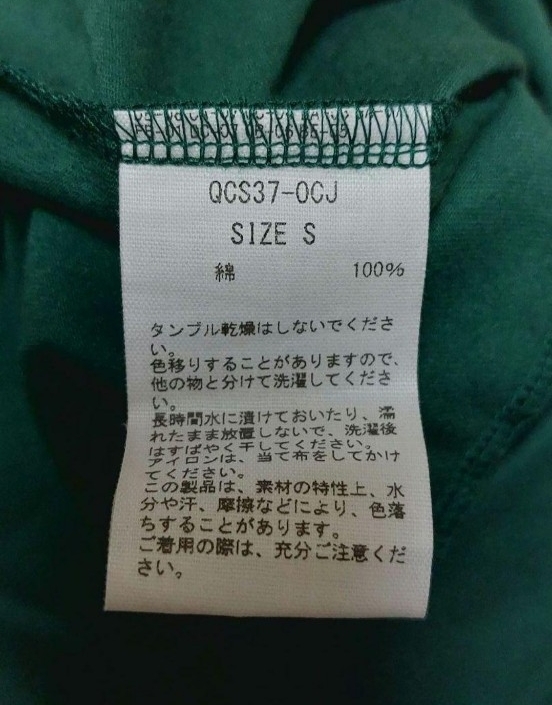 QCS37-0CJ
SIZE S
綿 100%
タンブル乾燥はしないでくださ
い。
色移りすることがありますので、
他の物と分けて洗濯してくださ
い。
長時間水に漬けておいたり、濡
れたまま放置しないで、洗濯後
はすばやく干してください。
アイロンは、当て布をしてかけ
てください。
この製品は、素材の特性上、水
分や汗、摩擦などにより、色落
ちすることがあります。
ご着用の際は、充分ご注意くだ
さい。